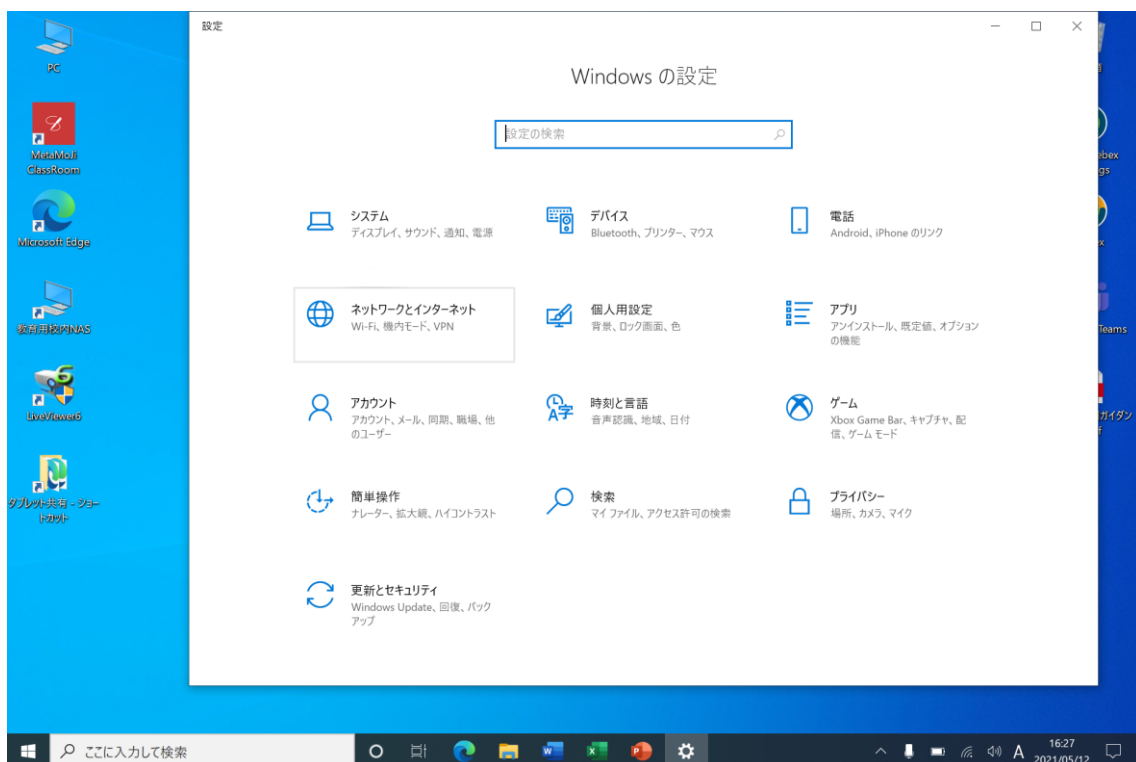 設定
Windows の設定
設定の検索
システム
ディスプレイ、サウンド、通知、電源
デバイス
Bluetooth、プリンター、マウス
電話
Android、iPhone のリンク
ネットワークとインターネット
Wi-Fi、機内モード、VPN
個人用設定
背景、ロック画面、色
アプリ
アンインストール、既定値、オプション
の機能
アカウント
アカウント、メール、同期、職場、他
のユーザー
時刻と言語
音声認識、地域、日付
ゲーム
Xbox Game Bar、キャプチャ、配
信、ゲーム モード
簡単操作
ナレーター、拡大鏡、ハイコントラスト
検索
マイ ファイル、アクセス許可の検索
プライバシー
場所、カメラ、マイク
更新とセキュリティ
Windows Update、回復、バック
アップ
PC
MetaMoJi
ClassRoom
Microsoft Edge
教育用校内NAS
LiveViewer6
タブレット共有 - ショー
トカット
ebex
gs
x
Teams
ガイダン
ここに入力して検索
A
16:27
2021/05/12